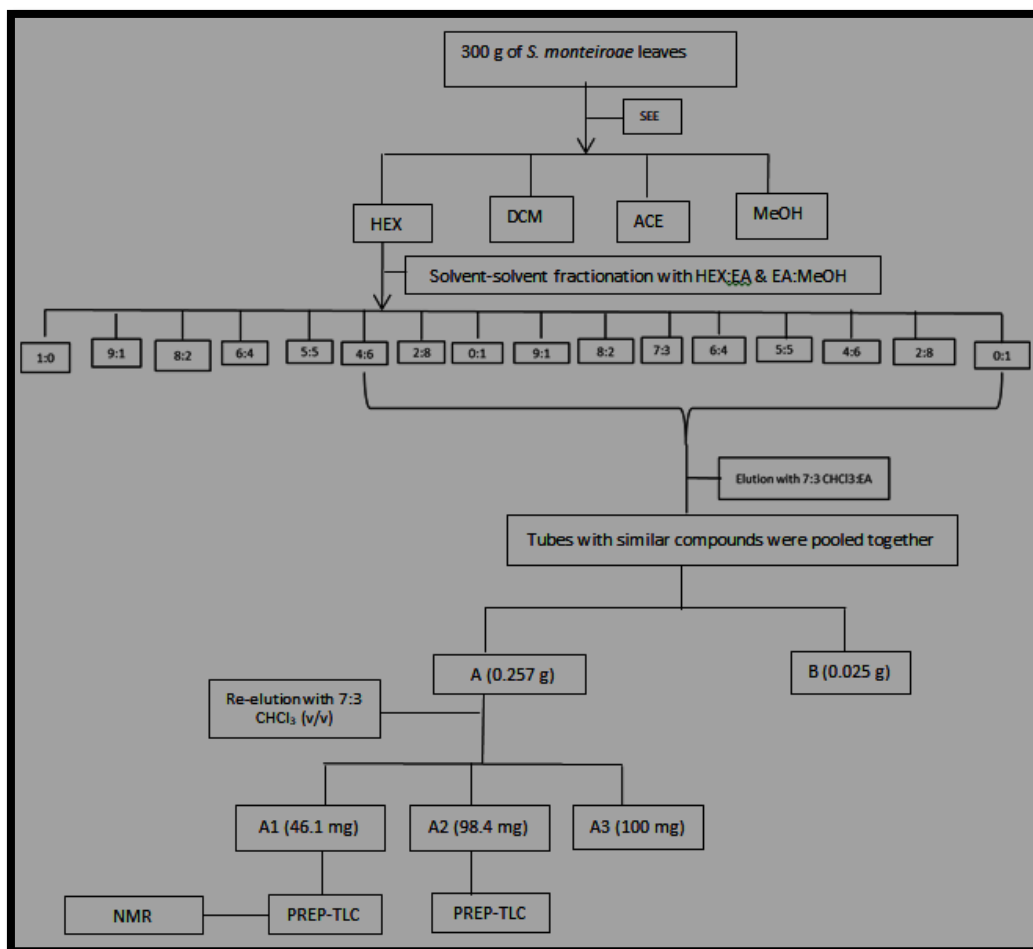 300 g of S. monteiroae leaves
SEE
HEX
DCM
ACE
MeOH
Solvent-solvent fractionation with HEX:EA & EA:MeOH
1:0
9:1
8:2
6:4
5:5
4:6
2:8
0:1
9:1
8:2
7:3
6:4
5:5
4:6
2:8
0:1
Elution with 7:3 CHCl3:EA
Tubes with similar compounds were pooled together
A (0.257 g)
B (0.025 g)
Re-elution with 7:3
CHCl₃ (v/v)
A1 (46.1 mg)
A2 (98.4 mg)
A3 (100 mg)
NMR
PREP-TLC
PREP-TLC